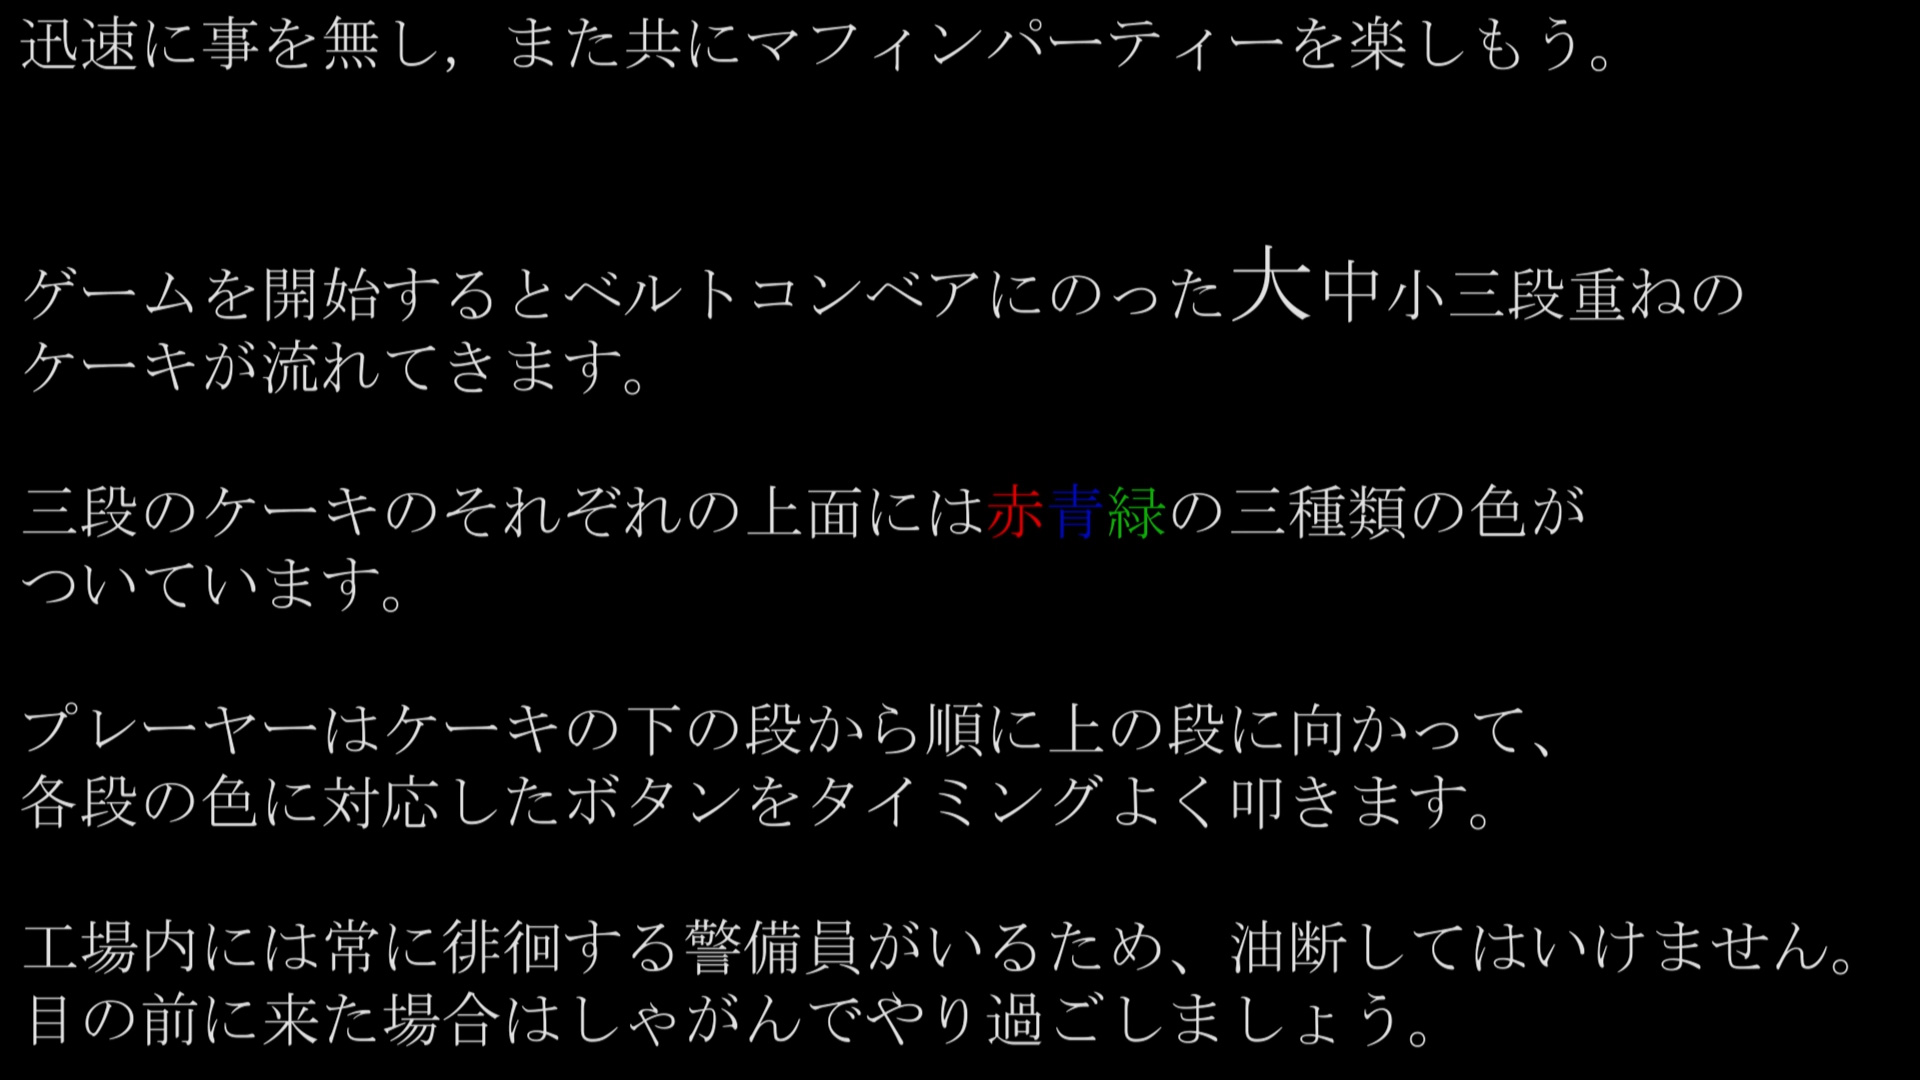 迅速に事を無し，また共にマフィンパーティーを楽しもう。
ゲームを開始するとベルトコンベアにのった大中小三段重ねの
ケーキが流れてきます。
三段のケーキのそれぞれの上面には赤青緑の三種類の色が
ついています。
プレーヤーはケーキの下の段から順に上の段に向かって、
各段の色に対応したボタンをタイミングよく叩きます。
工場内には常に徘徊する警備員がいるため、油断してはいけません。
目の前に来た場合はしゃがんでやり過ごしましょう。